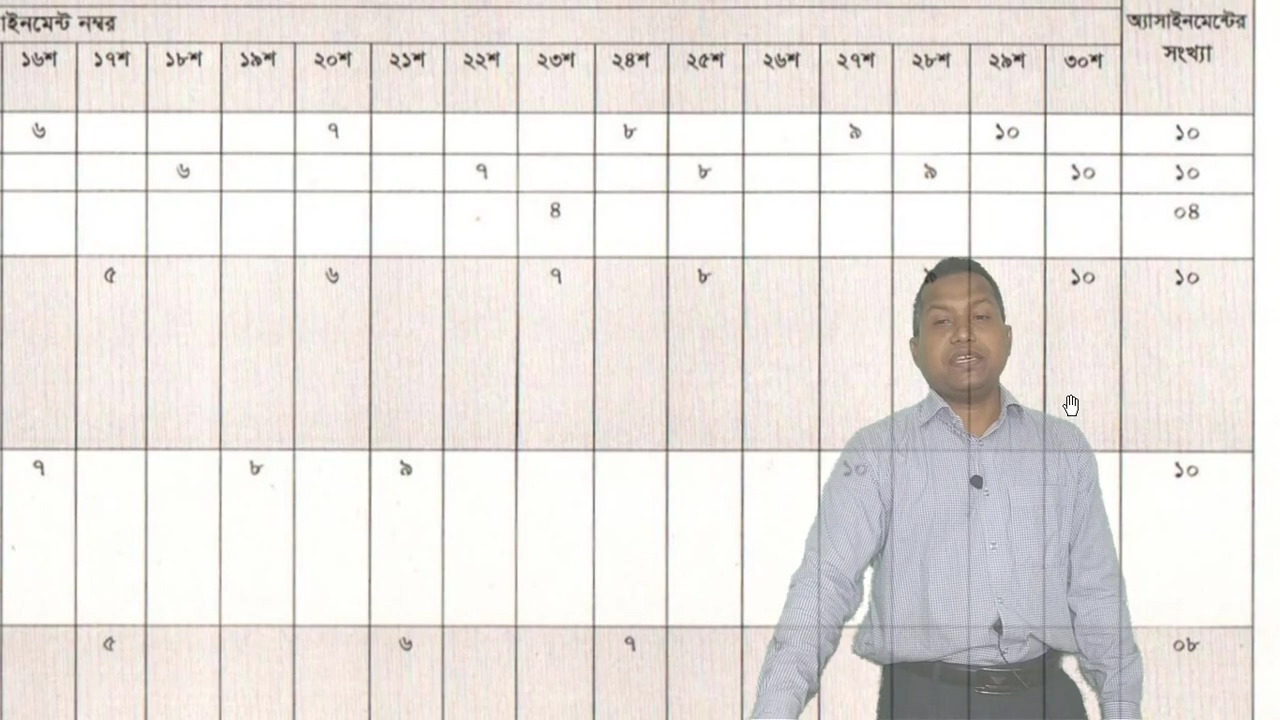 াইনমেন্ট নম্বর অ্যাসাইনমেন্টের
সংখ্যা
১৬শ ১৭শ ১৮শ ১৯শ ২০শ ২১শ ২২শ ২৩শ ২৪শ ২৫শ ২৬শ ২৭শ ২৮শ ২৯শ ৩০শ
৬ ৭ ৮ ৯ ১০ ১০
৬ ৭ ৮ ৯ ১০ ১০
৪ ০৪
৫ ৬ ৭ ৮ ৯ ১০ ১০
৭ ৮ ৯ ১০ ১০
৫ ৬ ৭ ০৮